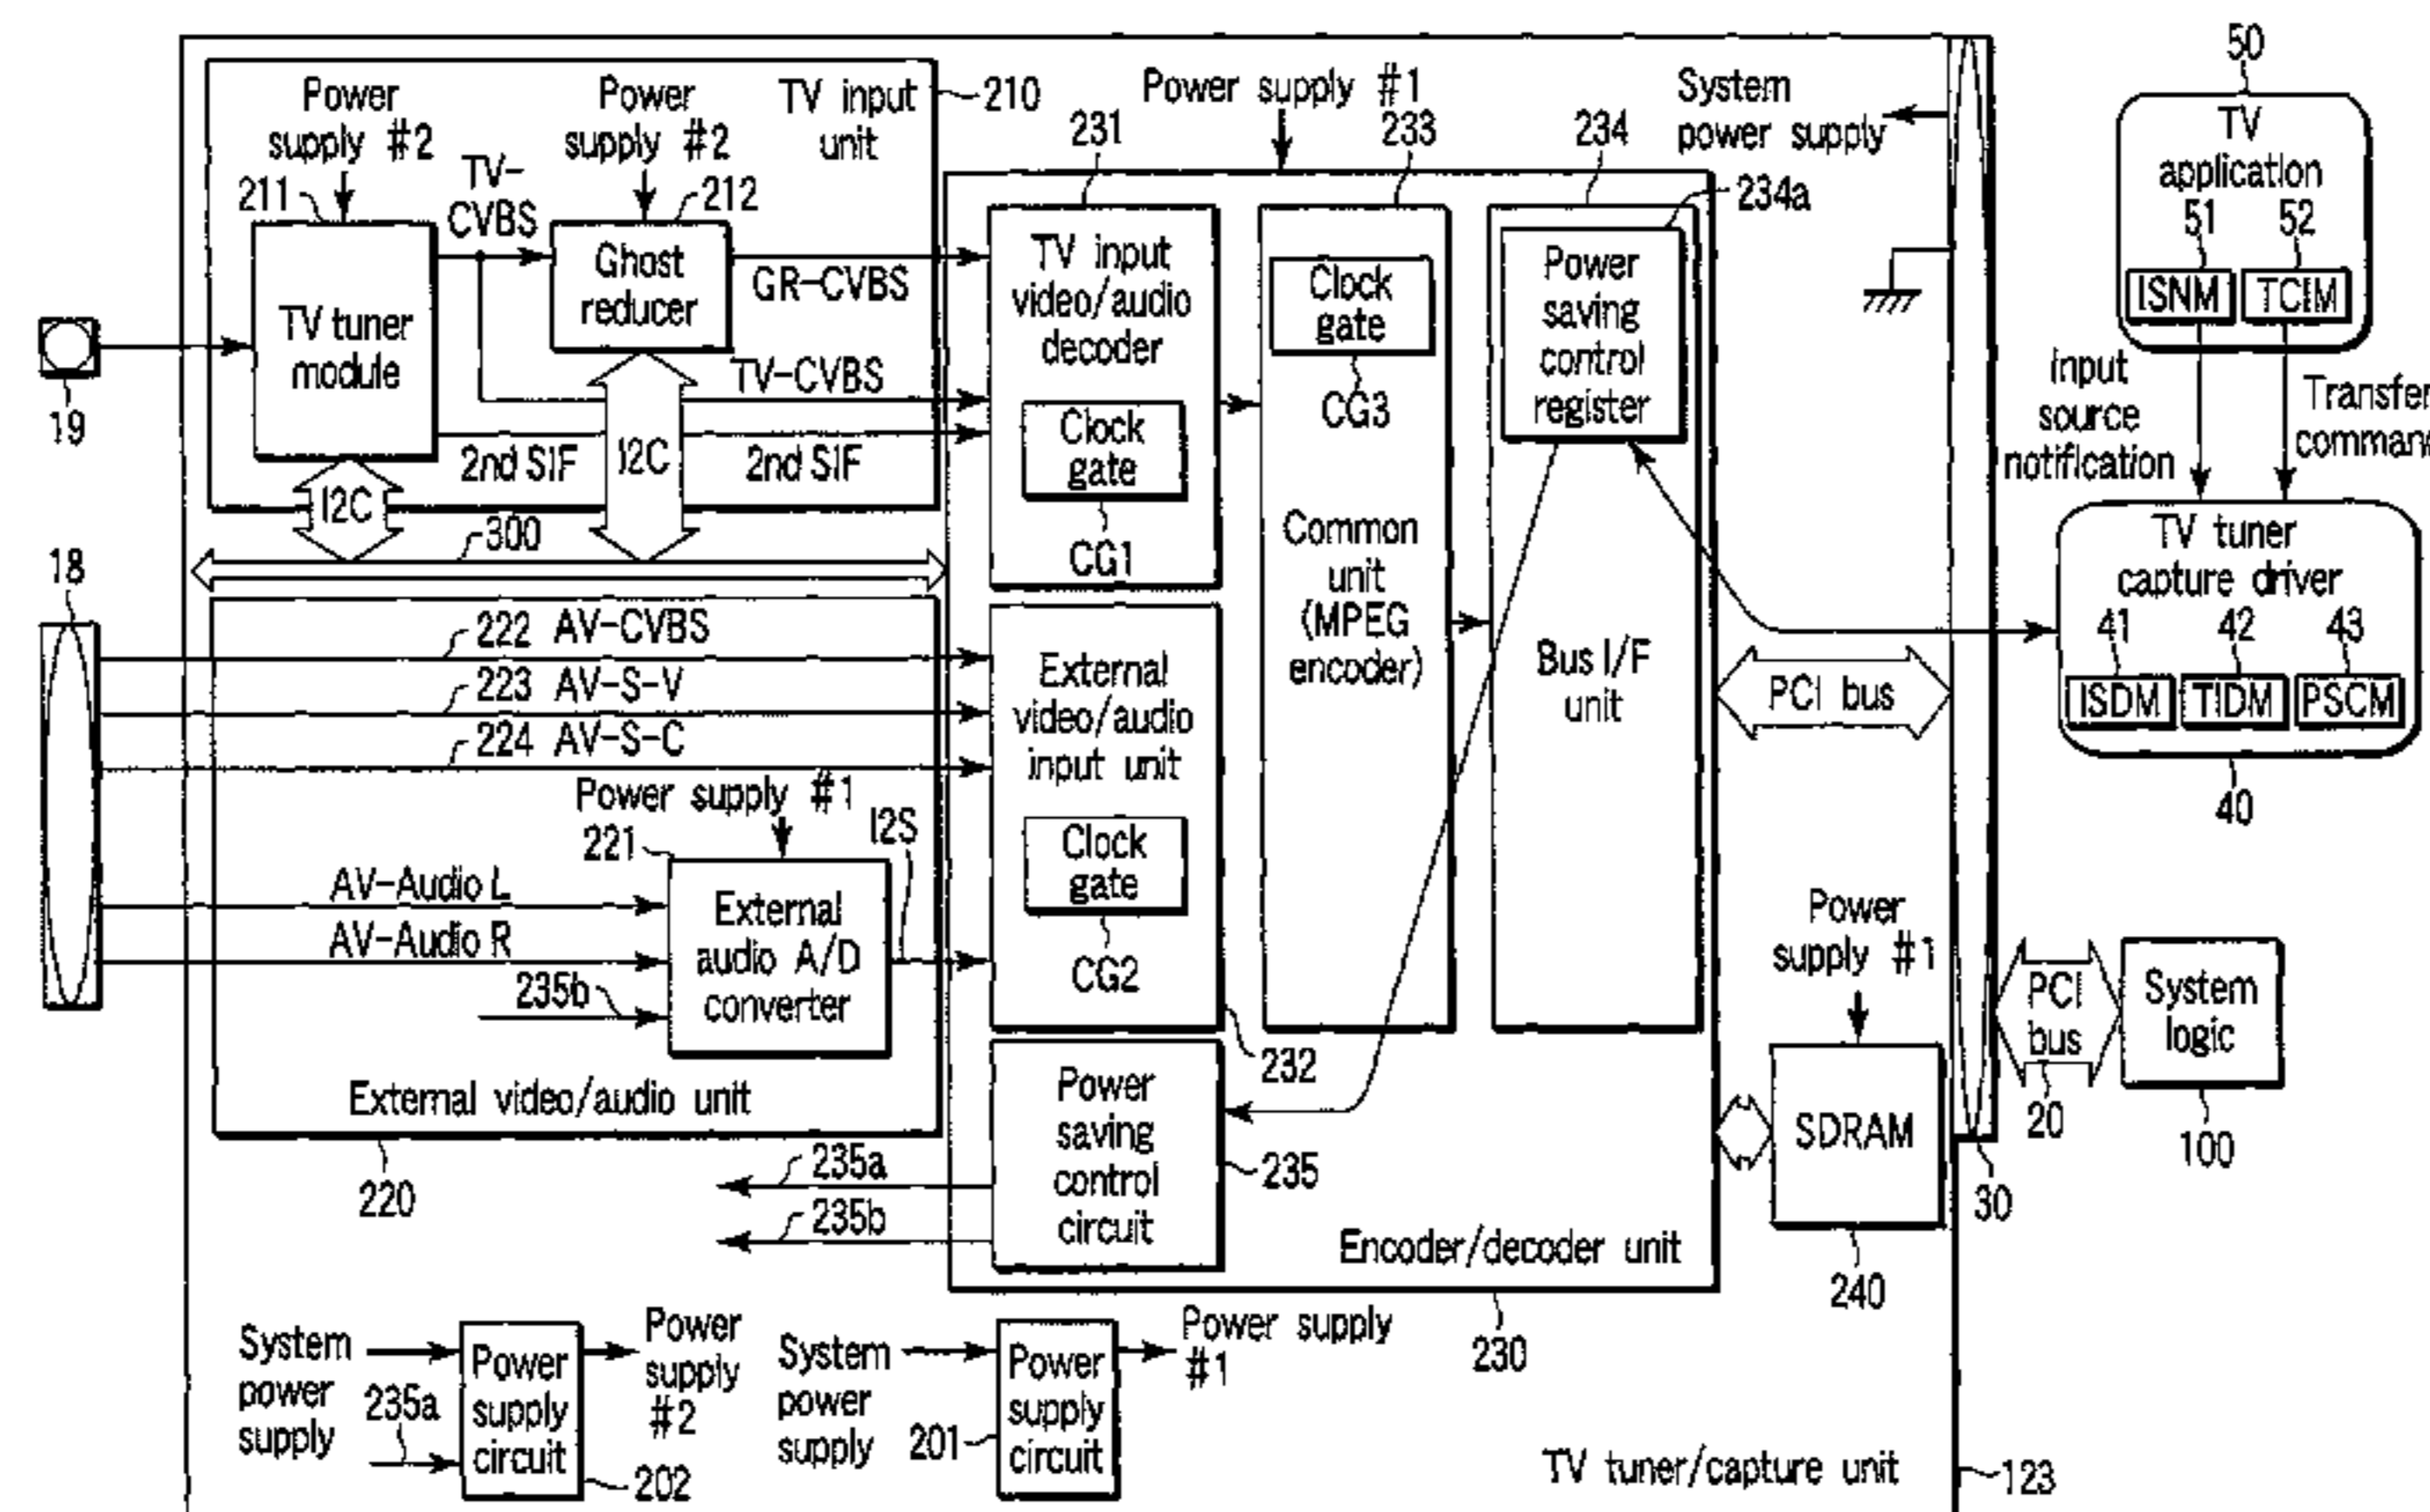 Power
supply #2
211
TV-
CVBS
Power
supply #2
212
TV input
unit
210
TV tuner
module
Ghost
reducer
GR-CVBS
TV-CVBS
2nd SIF
2nd SIF
I2C
I2C
19
300
18
222 AV-CVBS
223 AV-S-V
224 AV-S-C
Power supply #1
221
I2S
AV-Audio L
AV-Audio R
235b
External
audio A/D
converter
External video/audio unit
220
235a
235b
Power supply #1
231
233
234
234a
TV input
video/audio
decoder
Clock
gate
CG1
External
video/audio
input unit
Clock
gate
CG2
232
Clock
gate
CG3
Common
unit
(MPEG
encoder)
Power
saving
control
register
Bus I/F
unit
Power
saving
control
circuit
235
Encoder/decoder unit
230
System
power supply
PCI bus
Power
supply #1
SDRAM
240
30
PCI
bus
20
System
logic
100
50
TV
application
51
52
ISNM
TCIM
Input
source
notification
Transfer
comman
TV tuner
capture driver
41
42
43
ISDM
TIDM
PSCM
40
System
power
supply
235a
Power
supply
circuit
202
Power
supply
#2
System
power
supply
201
Power
supply
circuit
Power supply
#1
TV tuner/capture unit
123